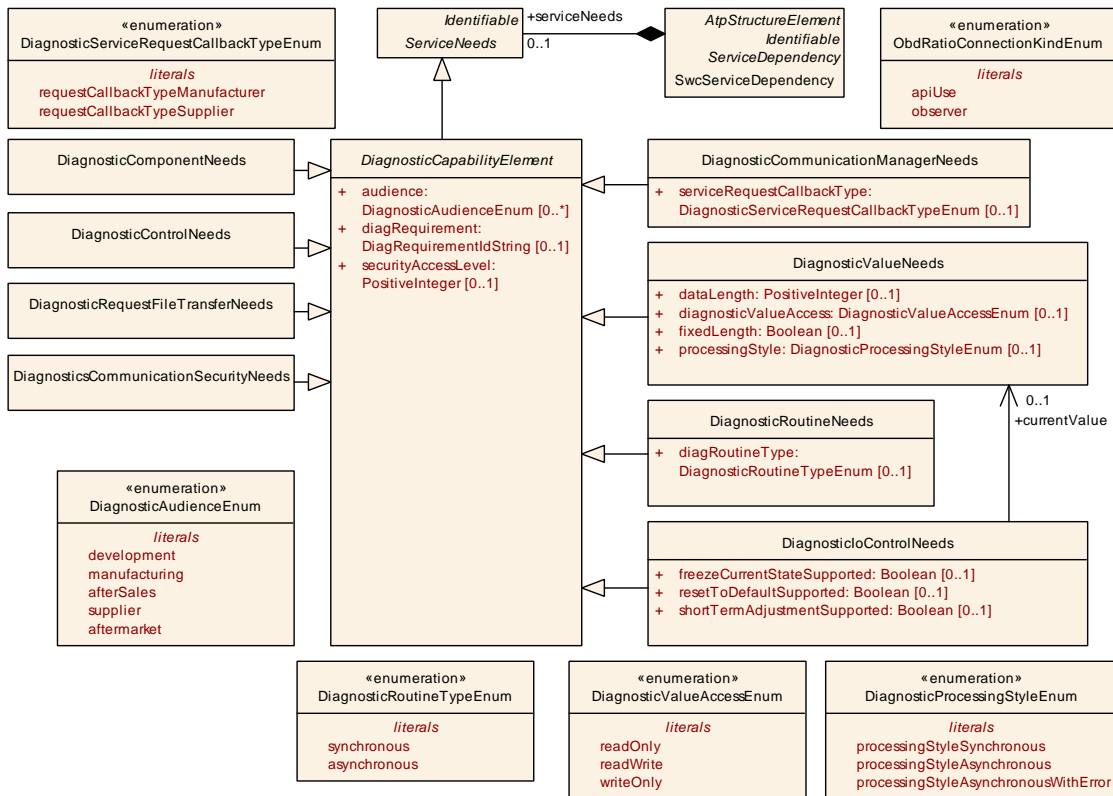 «enumeration»
DiagnosticServiceRequestCallbackTypeEnum
literals
requestCallbackTypeManufacturer
requestCallbackTypeSupplier
Identifiable
ServiceNeeds
+serviceNeeds
0..1
AtpStructureElement
Identifiable
ServiceDependency
SwcServiceDependency
«enumeration»
ObdRatioConnectionKindEnum
literals
apiUse
observer
DiagnosticComponentNeeds
DiagnosticControlNeeds
DiagnosticRequestFileTransferNeeds
DiagnosticsCommunicationSecurityNeeds
DiagnosticCapabilityElement
+ audience:
DiagnosticAudienceEnum [0..*]
+ diagRequirement:
DiagRequirementIdString [0..1]
+ securityAccessLevel:
PositiveInteger [0..1]
DiagnosticCommunicationManagerNeeds
+ serviceRequestCallbackType:
DiagnosticServiceRequestCallbackTypeEnum [0..1]
DiagnosticValueNeeds
+ dataLength: PositiveInteger [0..1]
+ diagnosticValueAccess: DiagnosticValueAccessEnum [0..1]
+ fixedLength: Boolean [0..1]
+ processingStyle: DiagnosticProcessingStyleEnum [0..1]
0..1
+currentValue
DiagnosticRoutineNeeds
+ diagRoutineType:
DiagnosticRoutineTypeEnum [0..1]
DiagnosticIoControlNeeds
+ freezeCurrentStateSupported: Boolean [0..1]
+ resetToDefaultSupported: Boolean [0..1]
+ shortTermAdjustmentSupported: Boolean [0..1]
«enumeration»
DiagnosticAudienceEnum
literals
development
manufacturing
afterSales
supplier
aftermarket
«enumeration»
DiagnosticRoutineTypeEnum
literals
synchronous
asynchronous
«enumeration»
DiagnosticValueAccessEnum
literals
readOnly
readWrite
writeOnly
«enumeration»
DiagnosticProcessingStyleEnum
literals
processingStyleSynchronous
processingStyleAsynchronous
processingStyleAsynchronousWithError